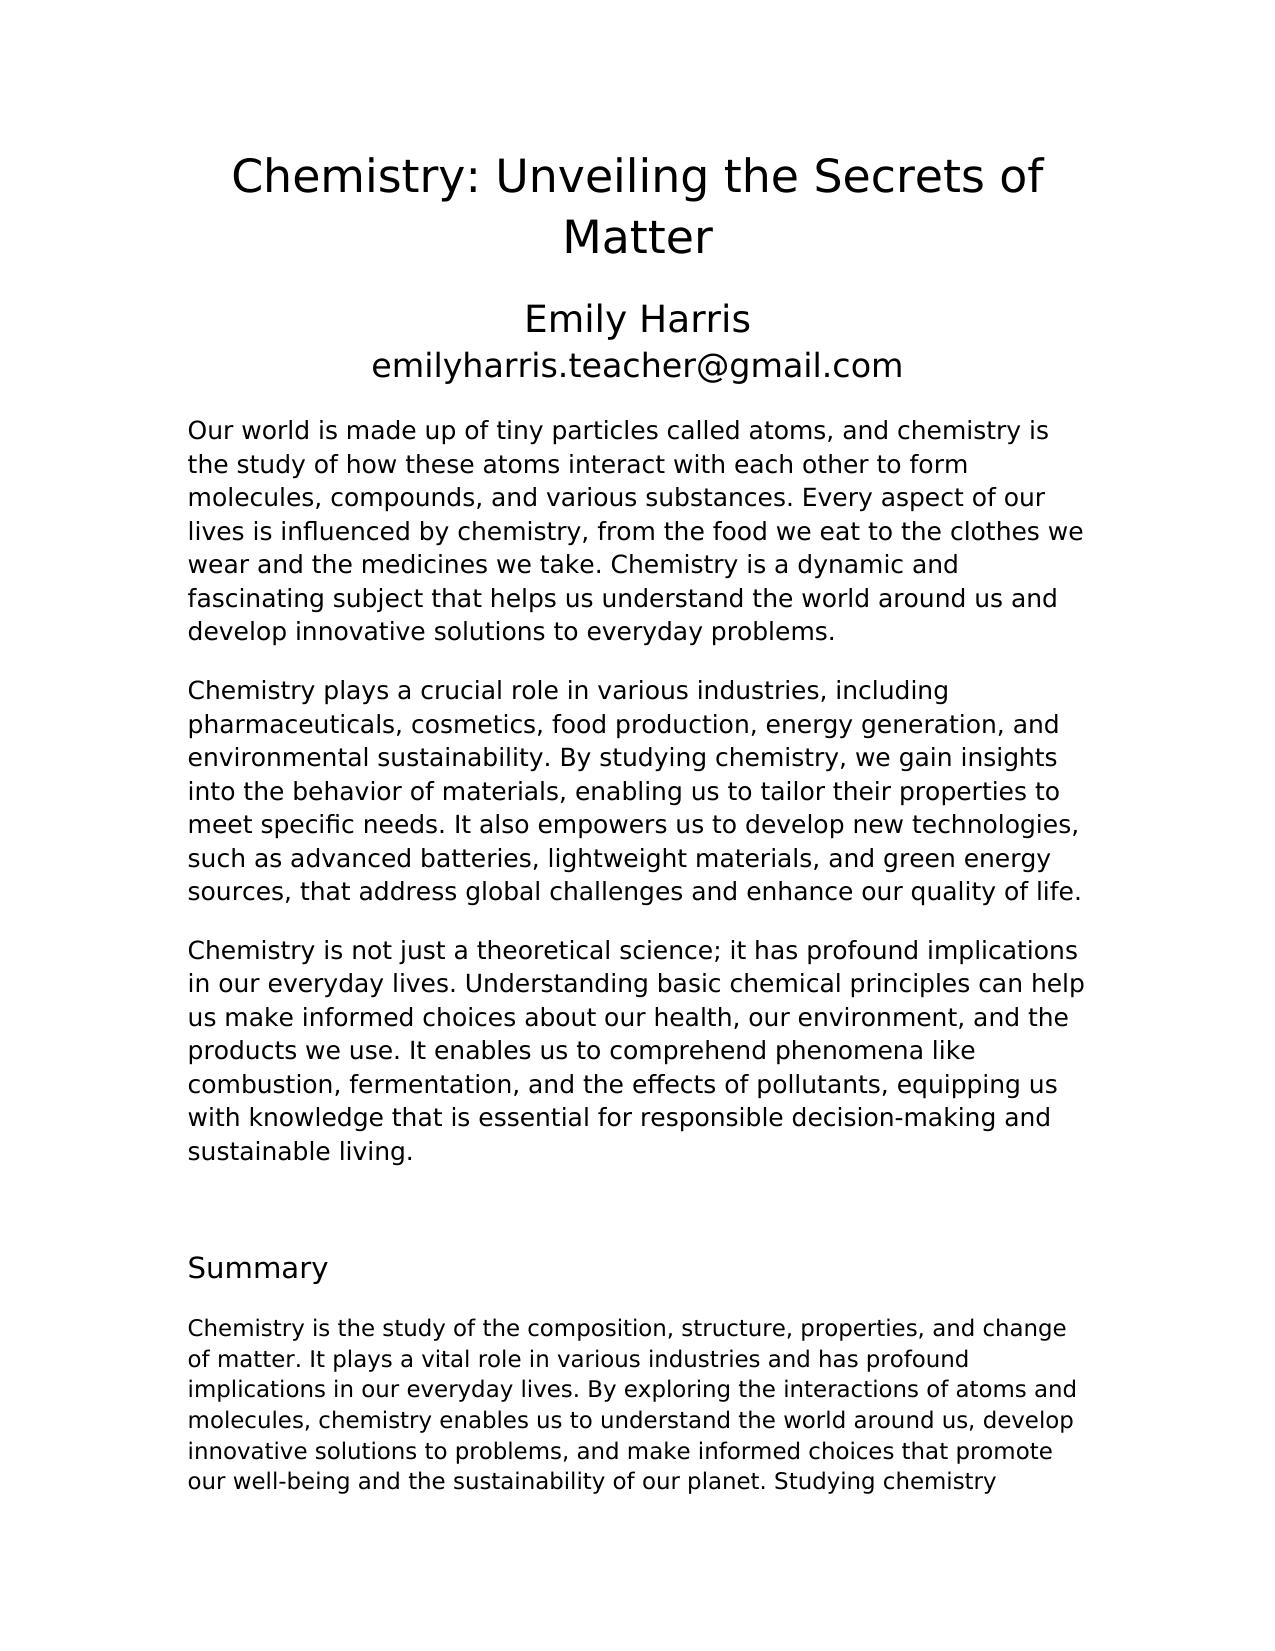 Chemistry: Unveiling the Secrets of
Matter
Emily Harris
emilyharris.teacher@gmail.com
Our world is made up of tiny particles called atoms, and chemistry is
the study of how these atoms interact with each other to form
molecules, compounds, and various substances. Every aspect of our
lives is influenced by chemistry, from the food we eat to the clothes we
wear and the medicines we take. Chemistry is a dynamic and
fascinating subject that helps us understand the world around us and
develop innovative solutions to everyday problems.
Chemistry plays a crucial role in various industries, including
pharmaceuticals, cosmetics, food production, energy generation, and
environmental sustainability. By studying chemistry, we gain insights
into the behavior of materials, enabling us to tailor their properties to
meet specific needs. It also empowers us to develop new technologies,
such as advanced batteries, lightweight materials, and green energy
sources, that address global challenges and enhance our quality of life.
Chemistry is not just a theoretical science; it has profound implications
in our everyday lives. Understanding basic chemical principles can help
us make informed choices about our health, our environment, and the
products we use. It enables us to comprehend phenomena like
combustion, fermentation, and the effects of pollutants, equipping us
with knowledge that is essential for responsible decision-making and
sustainable living.
Summary
Chemistry is the study of the composition, structure, properties, and change
of matter. It plays a vital role in various industries and has profound
implications in our everyday lives. By exploring the interactions of atoms and
molecules, chemistry enables us to understand the world around us, develop
innovative solutions to problems, and make informed choices that promote
our well-being and the sustainability of our planet. Studying chemistry